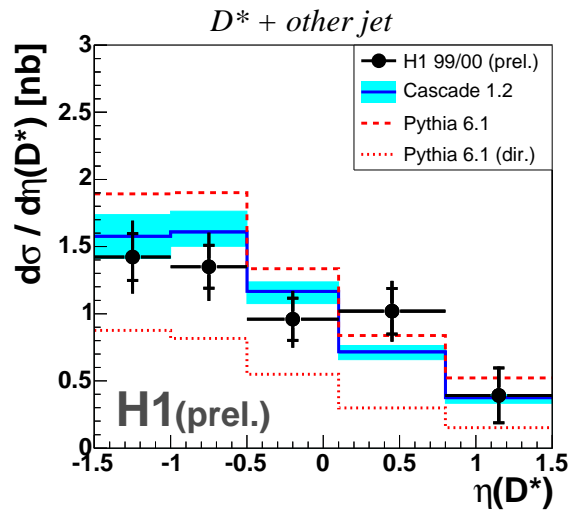 D* + other jet
dσ / dη(D*) [nb]
3
2.5
2
1.5
1
0.5
0
H1 99/00 (prel.)
Cascade 1.2
Pythia 6.1
Pythia 6.1 (dir.)
H1(prel.)
-1.5 -1 -0.5 0 0.5 1 1.5
η(D*)